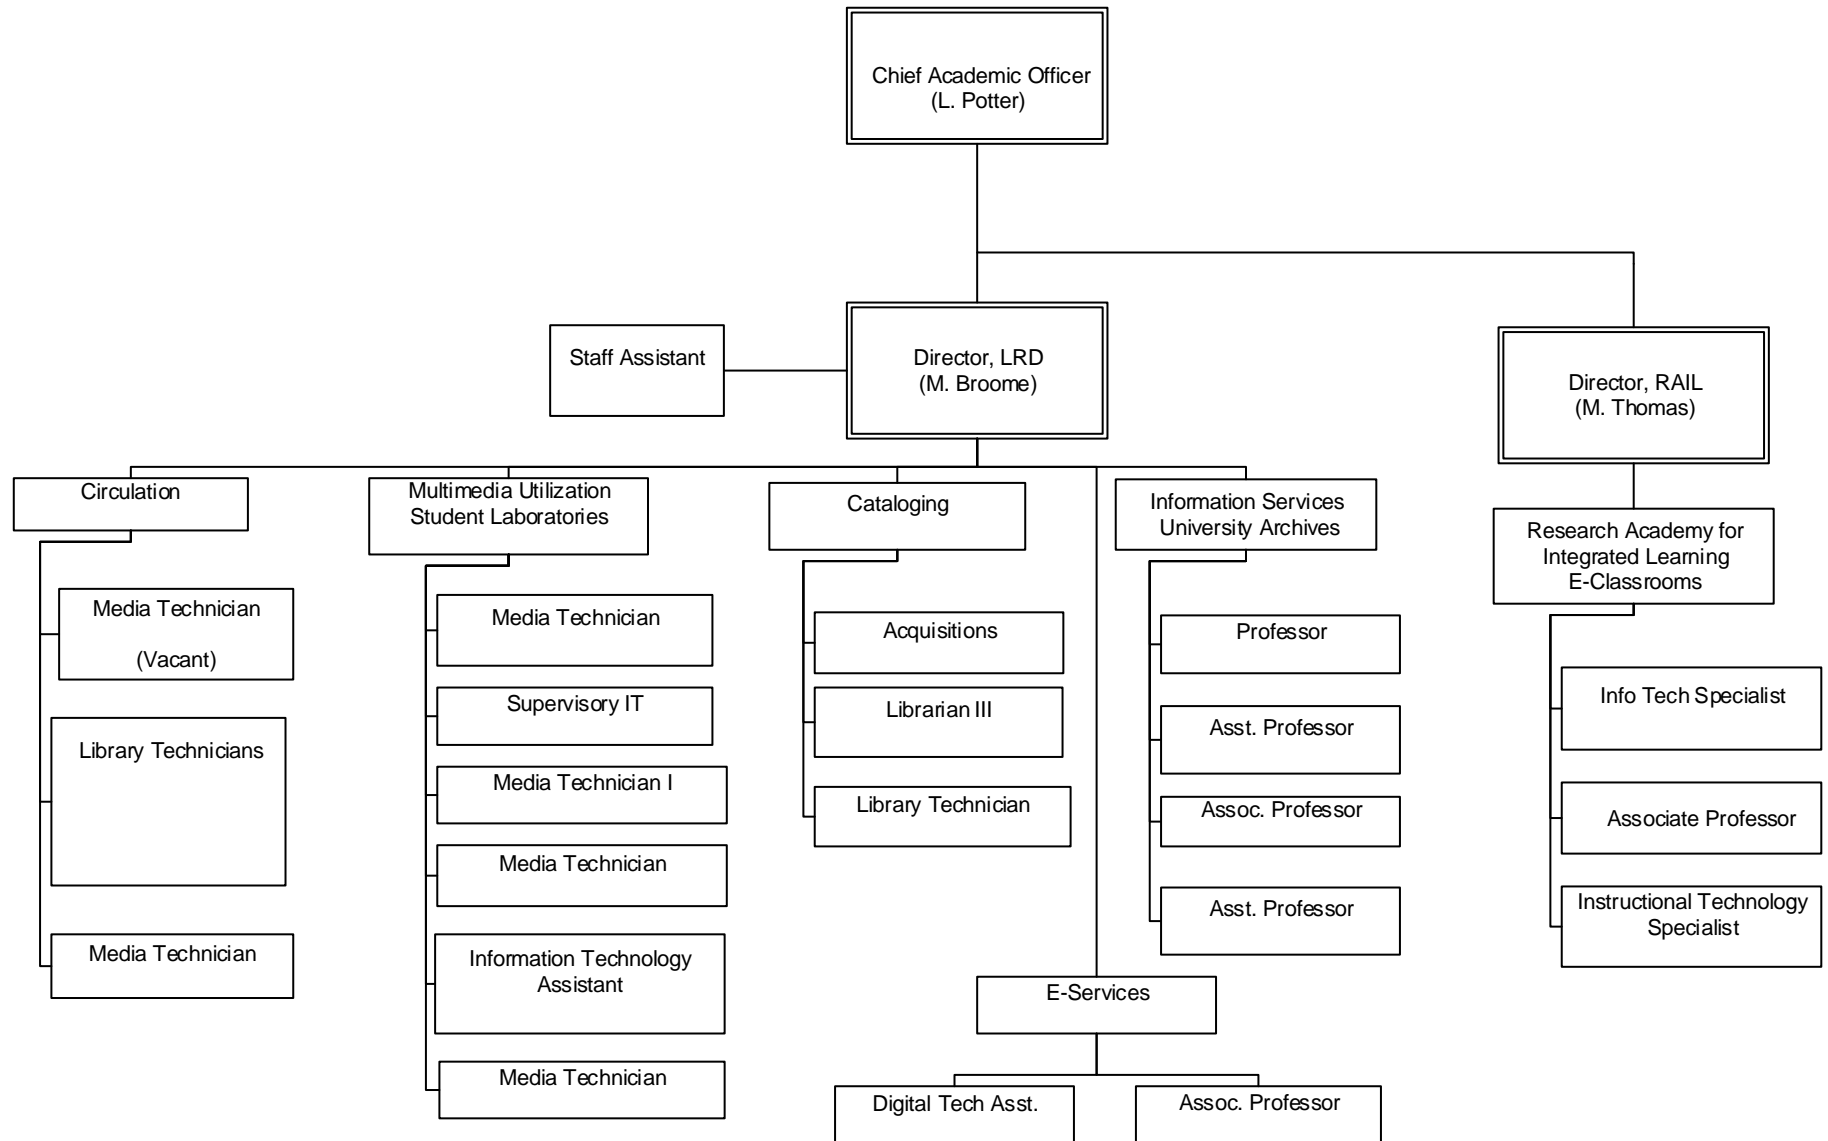 Chief Academic Officer
(L. Potter)
Staff Assistant
Director, LRD
(M. Broome)
Director, RAIL
(M. Thomas)
Circulation
Media Technician
(Vacant)
Library Technicians
Media Technician
Multimedia Utilization
Student Laboratories
Media Technician
Supervisory IT
Media Technician I
Media Technician
Information Technology
Assistant
Media Technician
Cataloging
Acquisitions
Librarian III
Library Technician
Information Services
University Archives
Professor
Asst. Professor
Assoc. Professor
Asst. Professor
E-Services
Digital Tech Asst.
Assoc. Professor
Research Academy for
Integrated Learning
E-Classrooms
Info Tech Specialist
Associate Professor
Instructional Technology
Specialist